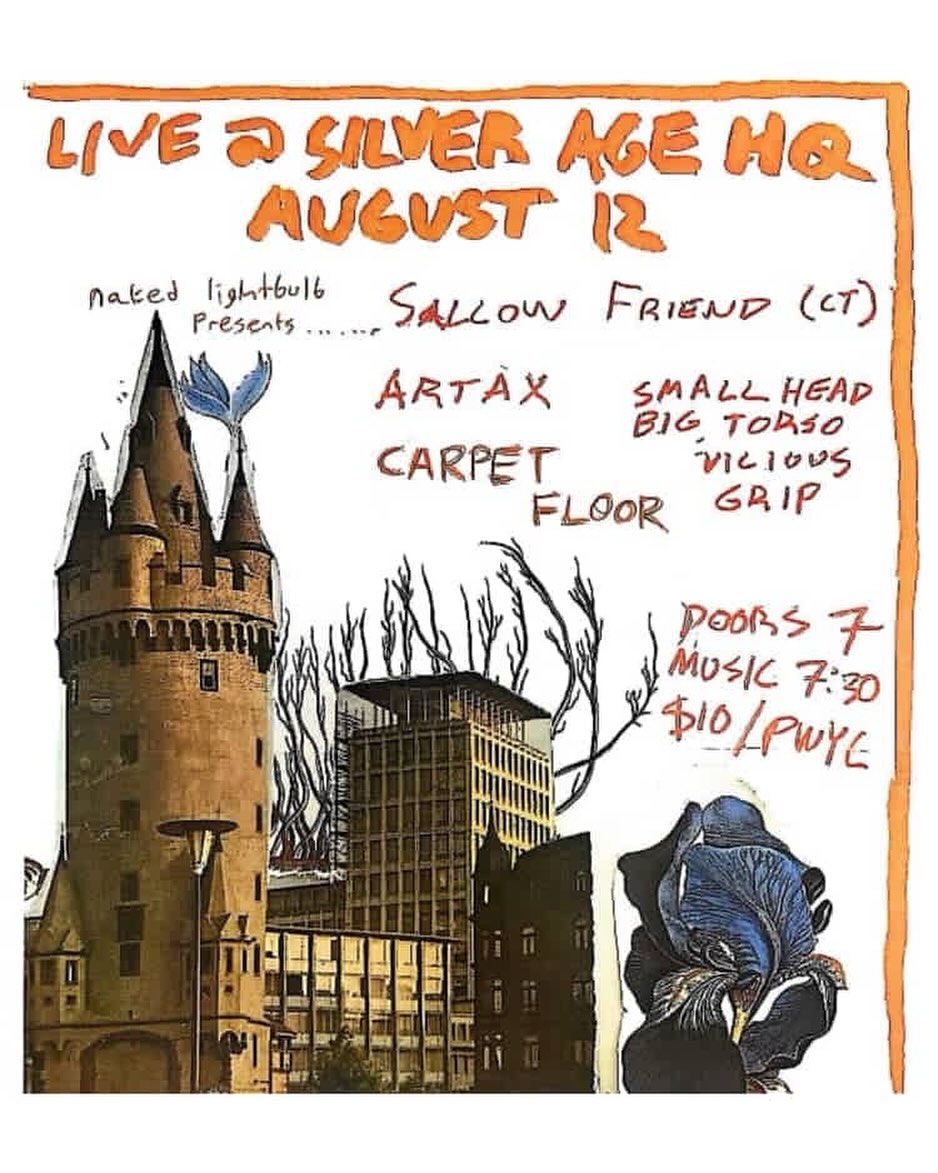 LIVE @ SILVER AGE HQ
AUGUST 12
naked lightbulb
Presents ....... SALLOW FRIEND (CT)
ARTAX
CARPET
FLOOR
SMALL HEAD
BIG TORSO
VICIOUS
GRIP
DOORS 7
MUSIC 7:30
$10/PWYC